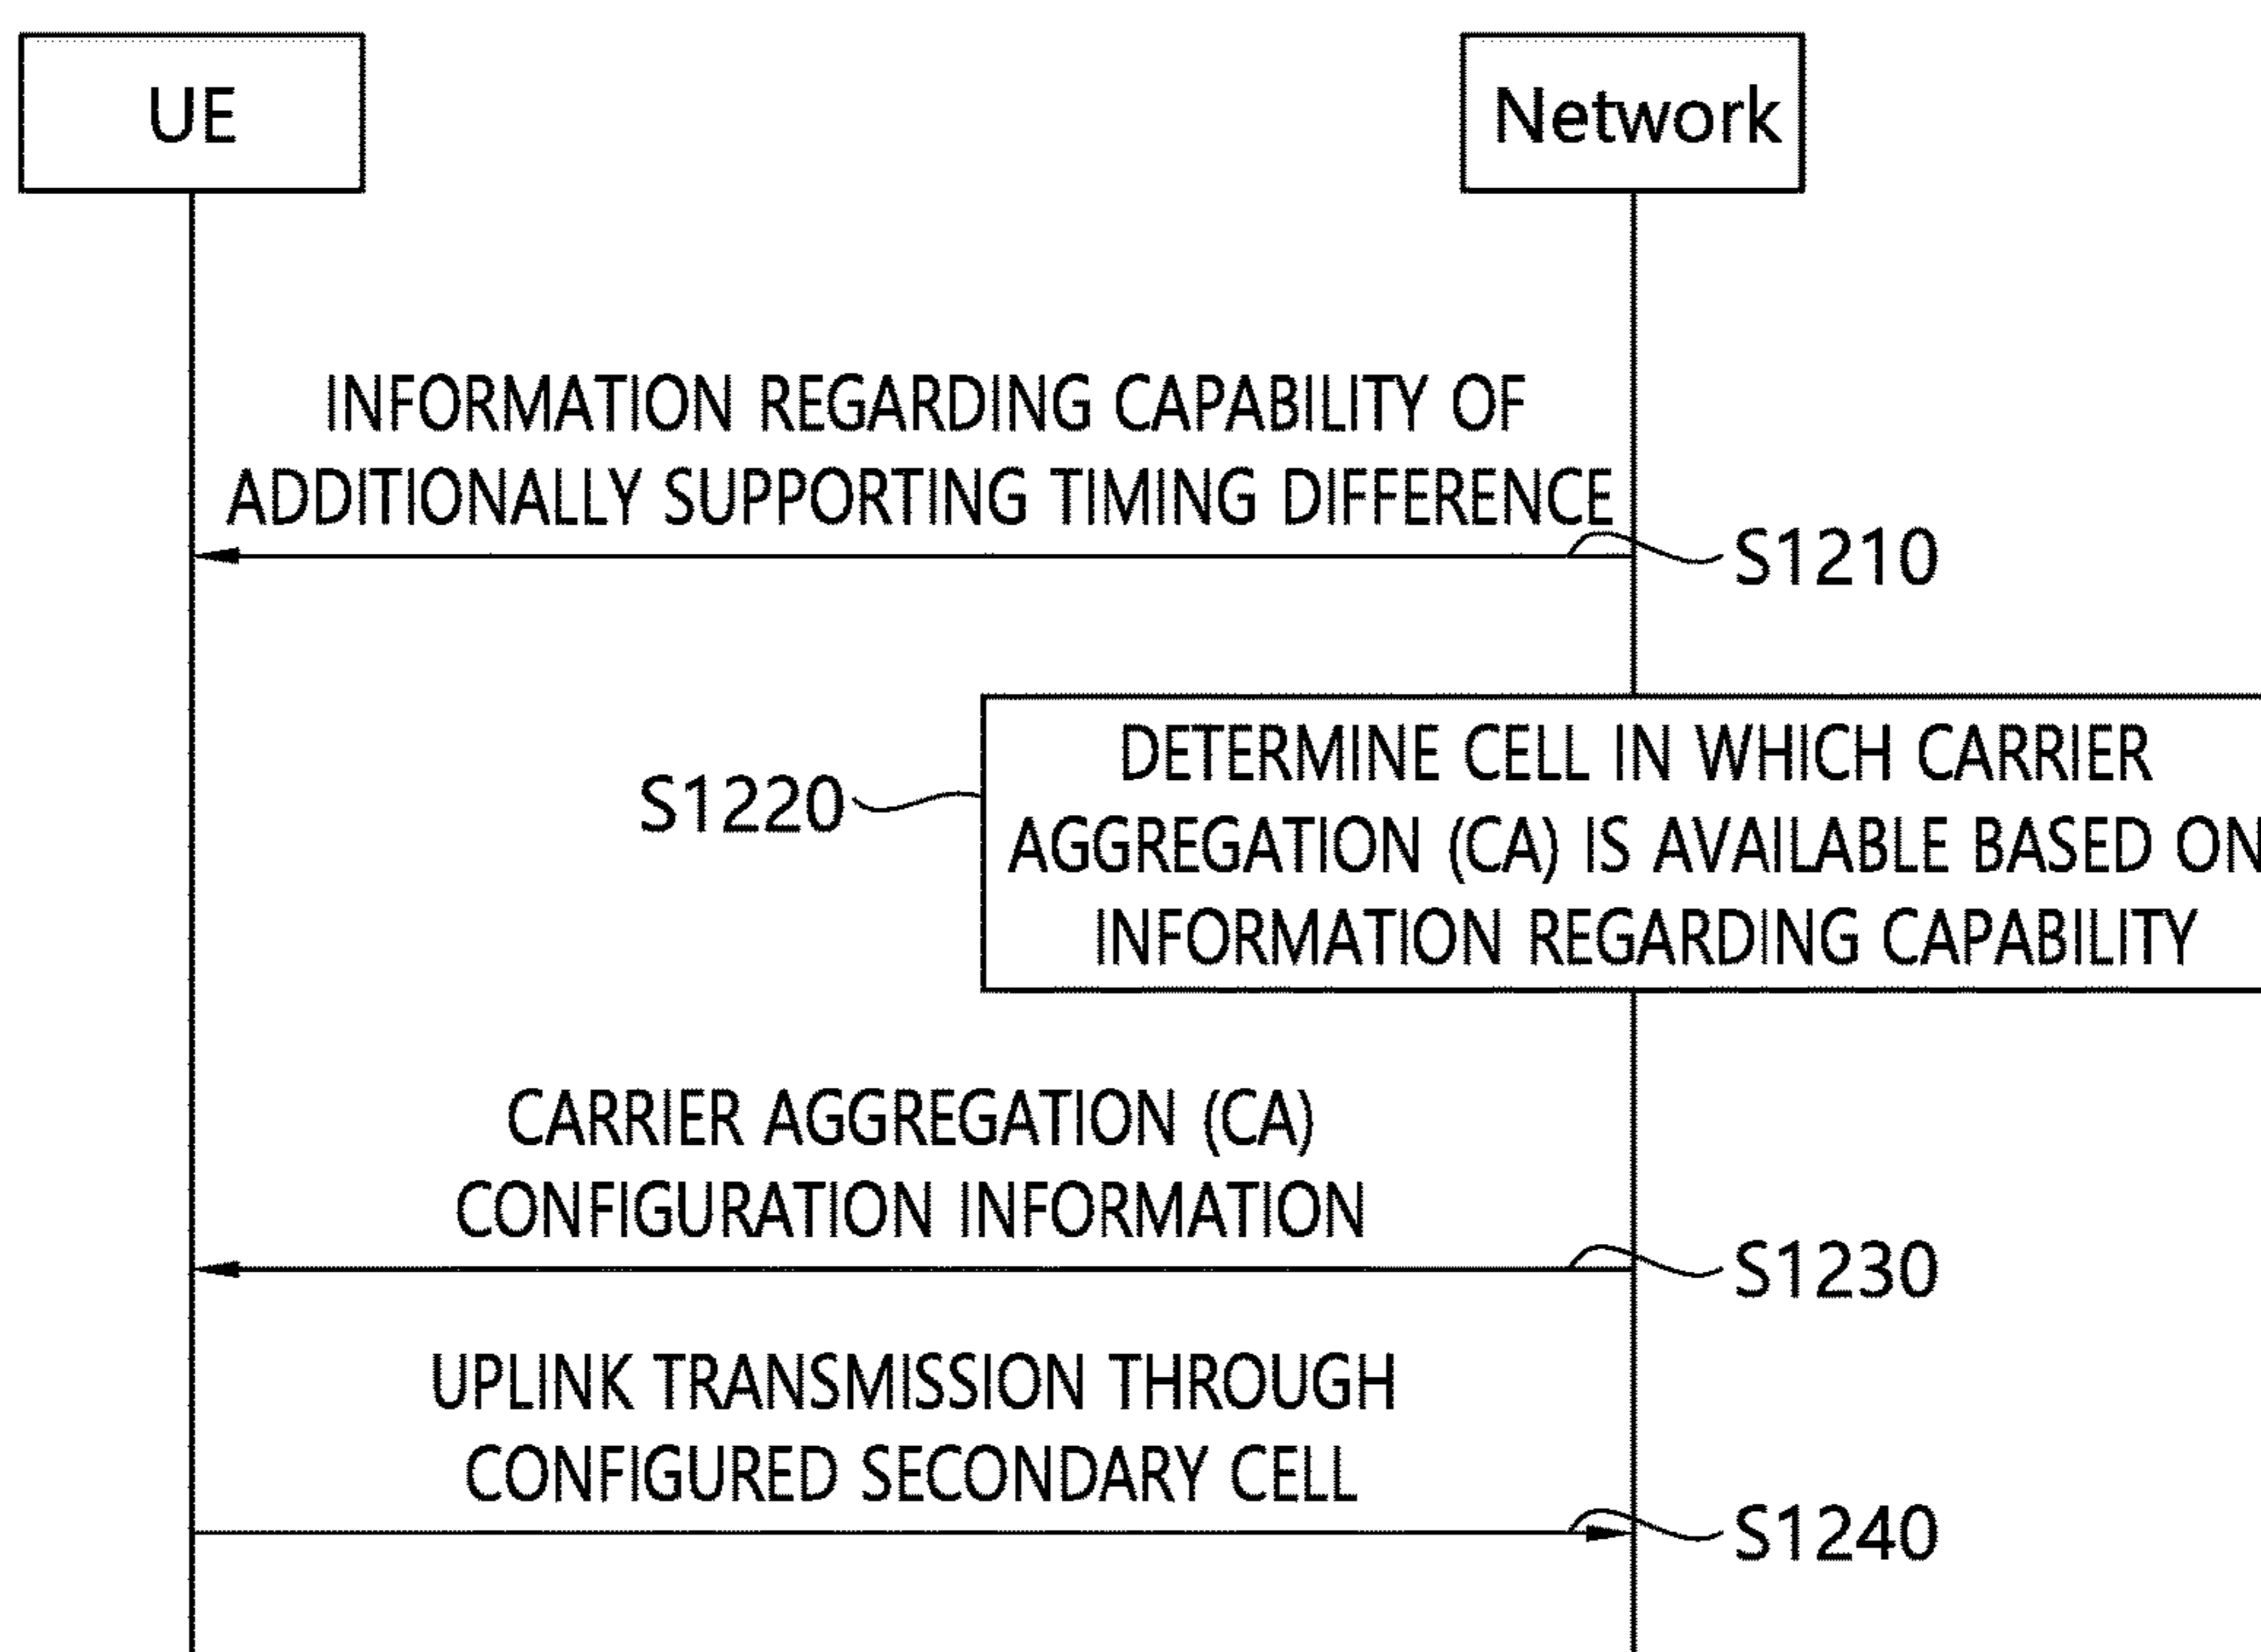 UE
Network
INFORMATION REGARDING CAPABILITY OF
ADDITIONALLY SUPPORTING TIMING DIFFERENCE
S1210
DETERMINE CELL IN WHICH CARRIER
S1220
AGGREGATION (CA) IS AVAILABLE BASED ON
INFORMATION REGARDING CAPABILITY
CARRIER AGGREGATION (CA)
CONFIGURATION INFORMATION
S1230
UPLINK TRANSMISSION THROUGH
CONFIGURED SECONDARY CELL
S1240